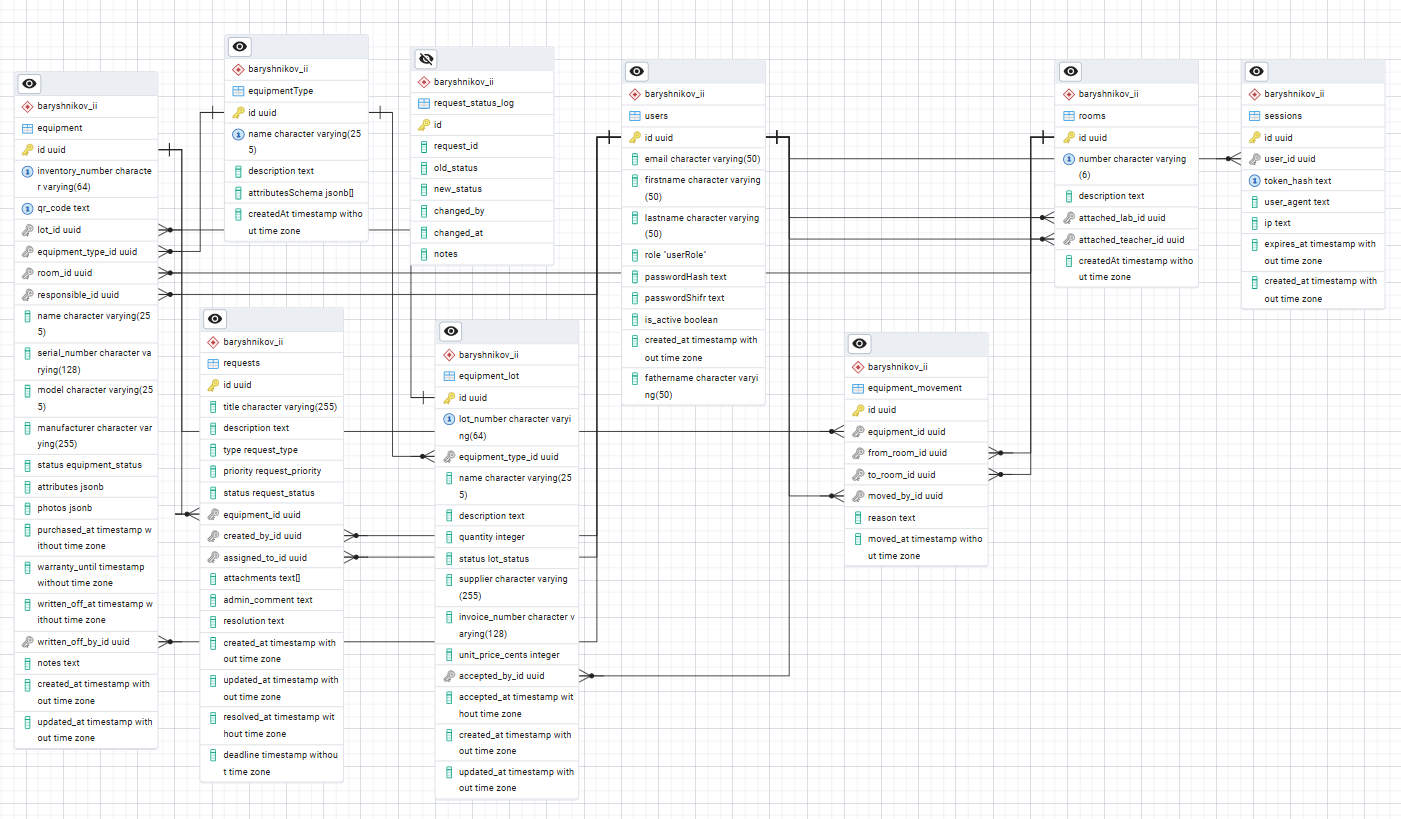 baryshnikov_ii
equipment
id uuid
inventory_number characte
r varying(64)
qr_code text
lot_id uuid
equipment_type_id uuid
room_id uuid
responsible_id uuid
name character varying(25
5)
serial_number character va
rying(128)
model character varying(25
5)
manufacturer character var
ying(255)
status equipment_status
attributes jsonb
photos jsonb
purchased_at timestamp w
ithout time zone
warranty_until timestamp
without time zone
written_off_at timestamp w
ithout time zone
written_off_by_id uuid
notes text
created_at timestamp with
out time zone
updated_at timestamp with
out time zone
baryshnikov_ii
equipmentType
id uuid
name character varying(25
5)
description text
attributesSchema jsonb[]
createdAt timestamp witho
ut time zone
baryshnikov_ii
requests
id uuid
title character varying(255)
description text
type request_type
priority request_priority
status request_status
equipment_id uuid
created_by_id uuid
assigned_to_id uuid
attachments text[]
admin_comment text
resolution text
created_at timestamp with
out time zone
updated_at timestamp with
out time zone
resolved_at timestamp wit
hout time zone
deadline timestamp withou
t time zone
baryshnikov_ii
request_status_log
id
request_id
old_status
new_status
changed_by
changed_at
notes
baryshnikov_ii
equipment_lot
id uuid
lot_number character varyi
ng(64)
equipment_type_id uuid
name character varying(25
5)
description text
quantity integer
status lot_status
supplier character varying
(255)
invoice_number character v
arying(128)
unit_price_cents integer
accepted_by_id uuid
accepted_at timestamp wit
hout time zone
created_at timestamp with
out time zone
updated_at timestamp with
out time zone
baryshnikov_ii
users
id uuid
email character varying(50)
firstname character varying
(50)
lastname character varying
(50)
role 'userRole'
passwordHash text
passwordShifr text
is_active boolean
created_at timestamp with
out time zone
fathername character varyi
ng(50)
baryshnikov_ii
equipment_movement
id uuid
equipment_id uuid
from_room_id uuid
to_room_id uuid
moved_by_id uuid
reason text
moved_at timestamp witho
ut time zone
baryshnikov_ii
rooms
id uuid
number character varying
(6)
description text
attached_lab_id uuid
attached_teacher_id uuid
createdAt timestamp witho
ut time zone
baryshnikov_ii
sessions
id uuid
user_id uuid
token_hash text
user_agent text
ip text
expires_at timestamp with
out time zone
created_at timestamp with
out time zone